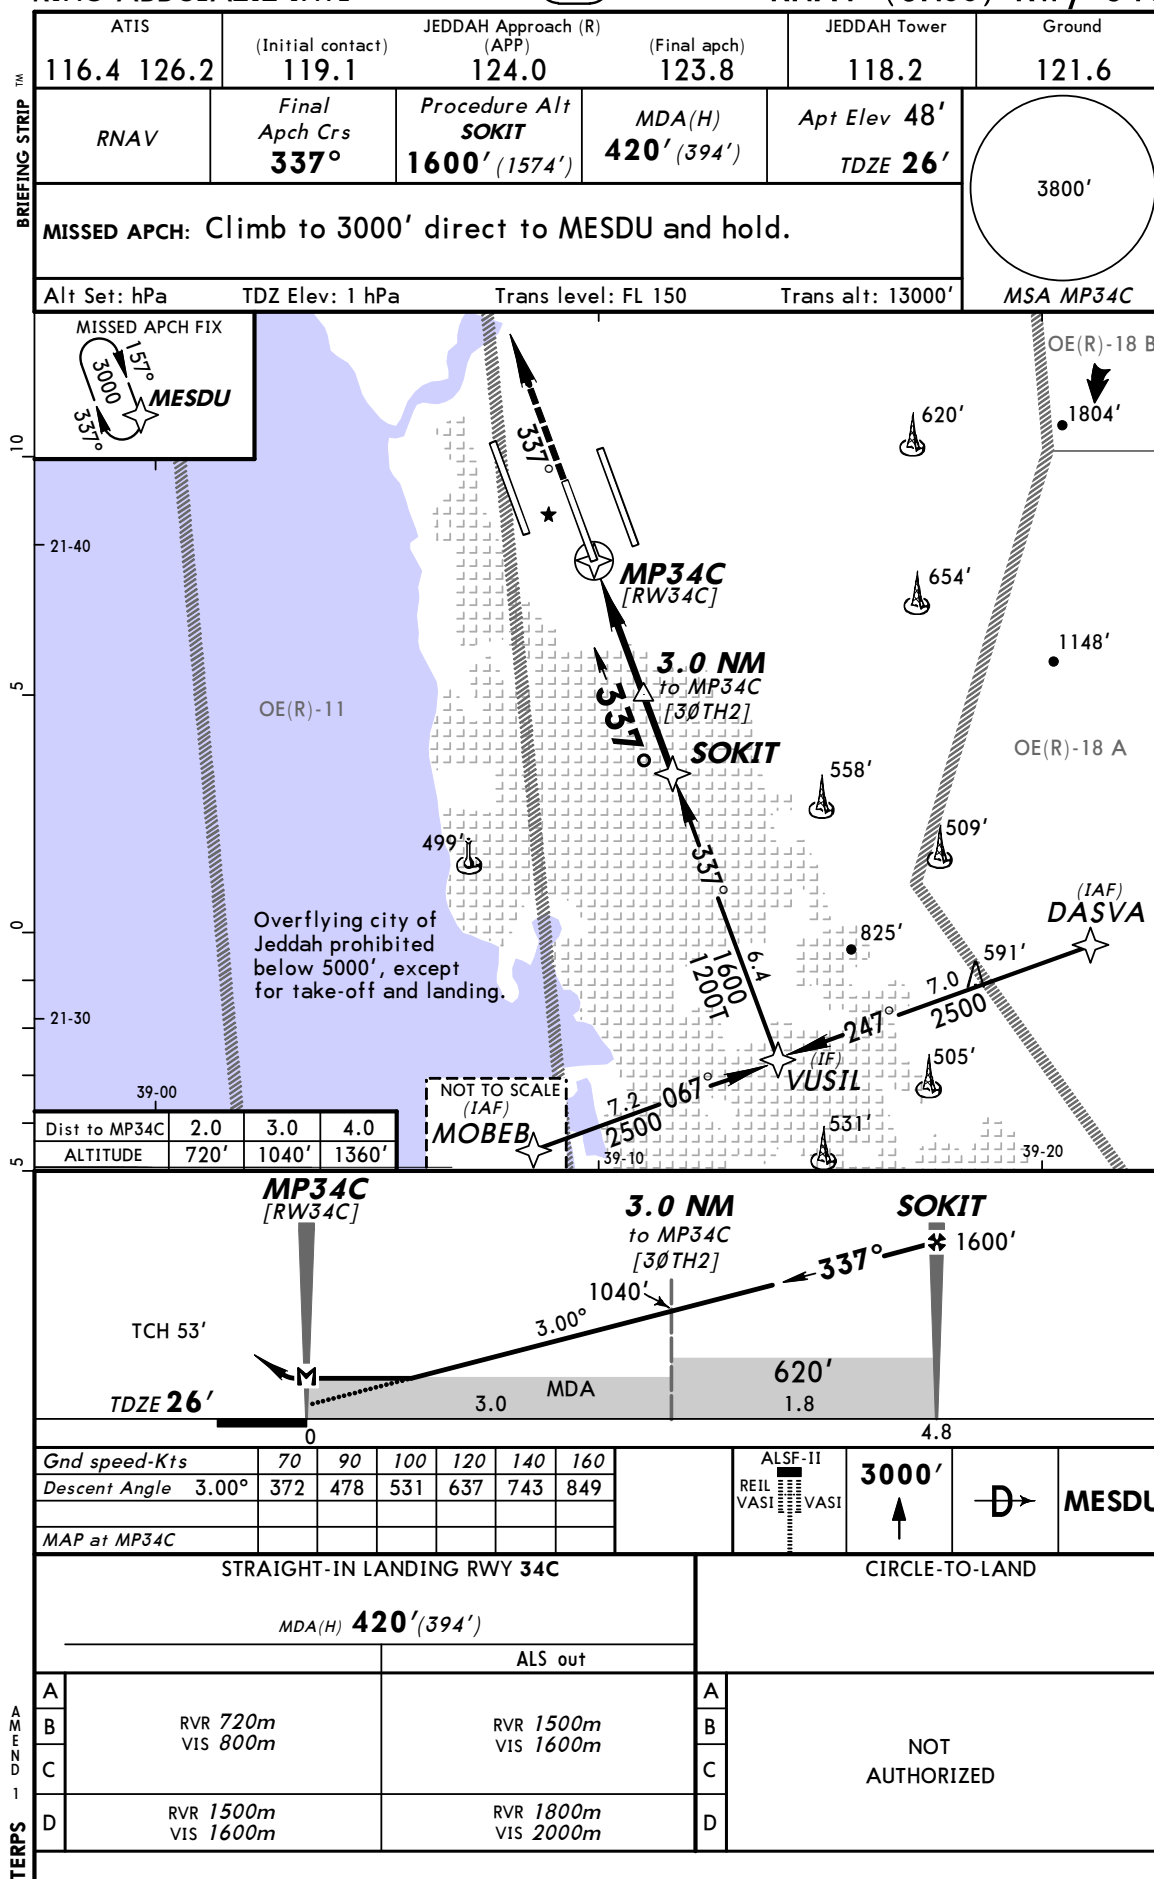 ATIS
116.4 126.2
JEDDAH Approach (R)
(APP)
(Initial contact)
119.1
124.0
(Final apch)
123.8
JEDDAH Tower
118.2
Ground
121.6
BRIEFING STRIP TM
RNAV
Final
Apch Crs
337°
Procedure Alt
SOKIT
1600' (1574')
MDA(H)
420' (394')
Apt Elev 48'
TDZE 26'
3800'
MSA MP34C
MISSED APCH: Climb to 3000' direct to MESDU and hold.
Alt Set: hPa TDZ Elev: 1 hPa Trans level: FL 150 Trans alt: 13000'
MISSED APCH FIX
157°
3000
337°
MESDU
OE(R)-18 B
1804'
620'
337°
10
21-40
MP34C
[RW34C]
654'
1148'
3.0 NM
to MP34C
[30TH2]
337°
5
OE(R)-11
SOKIT
OE(R)-18 A
558'
509'
499'
337°
(IAF)
DASVA
Overflying city of
Jeddah prohibited
below 5000', except
for take-off and landing.
0
825'
591'
6.4
1600
1200T
7.0
247°
2500
21-30
505'
(IF)
VUSIL
39-00
NOT TO SCALE
(IAF)
MOBEB
7.2
067°
2500
531'
39-10
39-20
5
Dist to MP34C 2.0 3.0 4.0
ALTITUDE 720' 1040' 1360'
MP34C
[RW34C]
3.0 NM
to MP34C
[30TH2]
SOKIT
1600'
337°
1040'
3.00°
TCH 53'
M
620'
MDA
TDZE 26'
3.0
1.8
0
4.8
Gnd speed-Kts 70 90 100 120 140 160
Descent Angle 3.00° 372 478 531 637 743 849
MAP at MP34C
ALSF-II
REIL
VASI VASI
3000'
D
MESDU
STRAIGHT-IN LANDING RWY 34C
CIRCLE-TO-LAND
MDA(H) 420'(394')
ALS out
A
B
C
D
RVR 720m
VIS 800m
RVR 1500m
VIS 1600m
RVR 1500m
VIS 1600m
RVR 1800m
VIS 2000m
A
B
C
D
NOT
AUTHORIZED
AMEND 1
TERPS